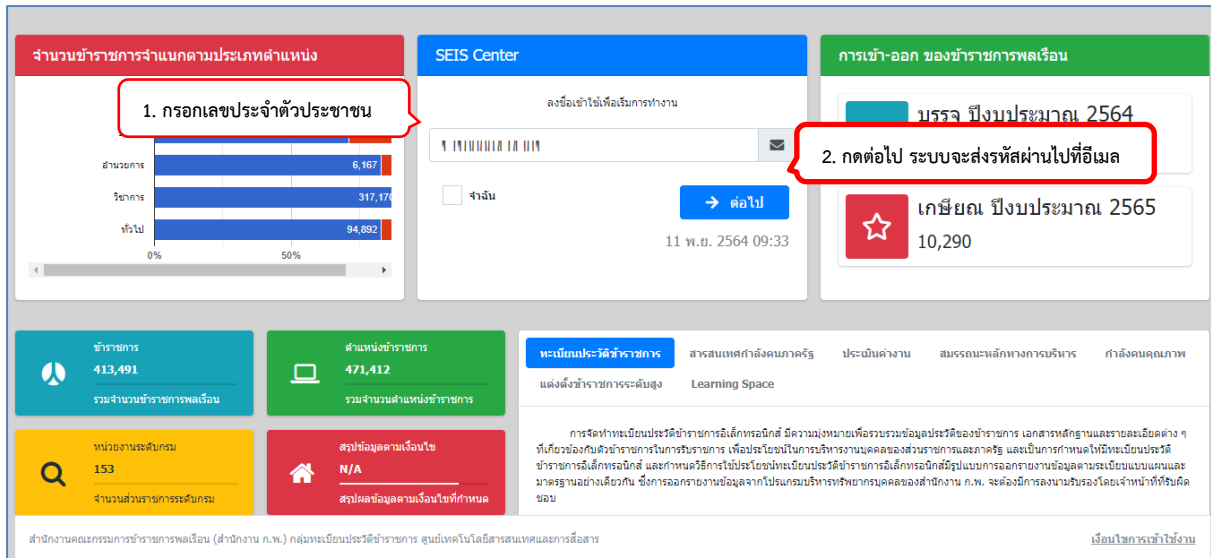 จำนวนข้าราชการจำแนกตามประเภทตำแหน่ง
1. กรอกเลขประจำตัวประชาชน
อำนวยการ
6,167
วิชาการ
317,170
ทั่วไป
94,892
0%
50%
SEIS Center
ลงชื่อเข้าใช้เพื่อเริ่มการทำงาน
จำฉัน
ต่อไป
11 พ.ย. 2564 09:33
การเข้า-ออก ของข้าราชการพลเรือน
บรรจุ ปีงบประมาณ 2564
2. กดต่อไป ระบบจะส่งรหัสผ่านไปที่อีเมล
เกษียณ ปีงบประมาณ 2565
10,290
ข้าราชการ
413,491
รวมจำนวนข้าราชการพลเรือน
ตำแหน่งข้าราชการ
471,412
รวมจำนวนตำแหน่งข้าราชการ
หน่วยงานระดับกรม
153
จำนวนส่วนราชการระดับกรม
สรุปข้อมูลตามเงื่อนไข
N/A
สรุปผลข้อมูลตามเงื่อนไขที่กำหนด
ทะเบียนประวัติข้าราชการ สารสนเทศกำลังคนภาครัฐ ประเมินค่างาน สมรรถนะหลักทางการบริหาร กำลังคนคุณภาพ
แต่งตั้งข้าราชการระดับสูง Learning Space
การจัดทำทะเบียนประวัติข้าราชการอิเล็กทรอนิกส์ มีความมุ่งหมายเพื่อรวบรวมข้อมูลประวัติของข้าราชการ เอกสารหลักฐานและรายละเอียดต่าง ๆ
ที่เกี่ยวข้องกับตัวข้าราชการในการรับราชการ เพื่อประโยชน์ในการบริหารงานบุคคลของส่วนราชการและภาครัฐ และเป็นการกำหนดให้มีทะเบียนประวัติ
ข้าราชการอิเล็กทรอนิกส์ และกำหนดวิธีการใช้ประโยชน์ทะเบียนประวัติข้าราชการอิเล็กทรอนิกส์มีรูปแบบการออกรายงานข้อมูลตามระเบียบแบบแผนและ
มาตรฐานอย่างเดียวกัน ซึ่งการออกรายงานข้อมูลจากโปรแกรมบริหารทรัพยากรบุคคลของสำนักงาน ก.พ. จะต้องมีการลงนามรับรองโดยเจ้าหน้าที่ที่รับผิด
ชอบ
สำนักงานคณะกรรมการข้าราชการพลเรือน (สำนักงาน ก.พ.) กลุ่มทะเบียนประวัติข้าราชการ ศูนย์เทคโนโลยีสารสนเทศและการสื่อสาร
เงื่อนไขการเข้าใช้งาน